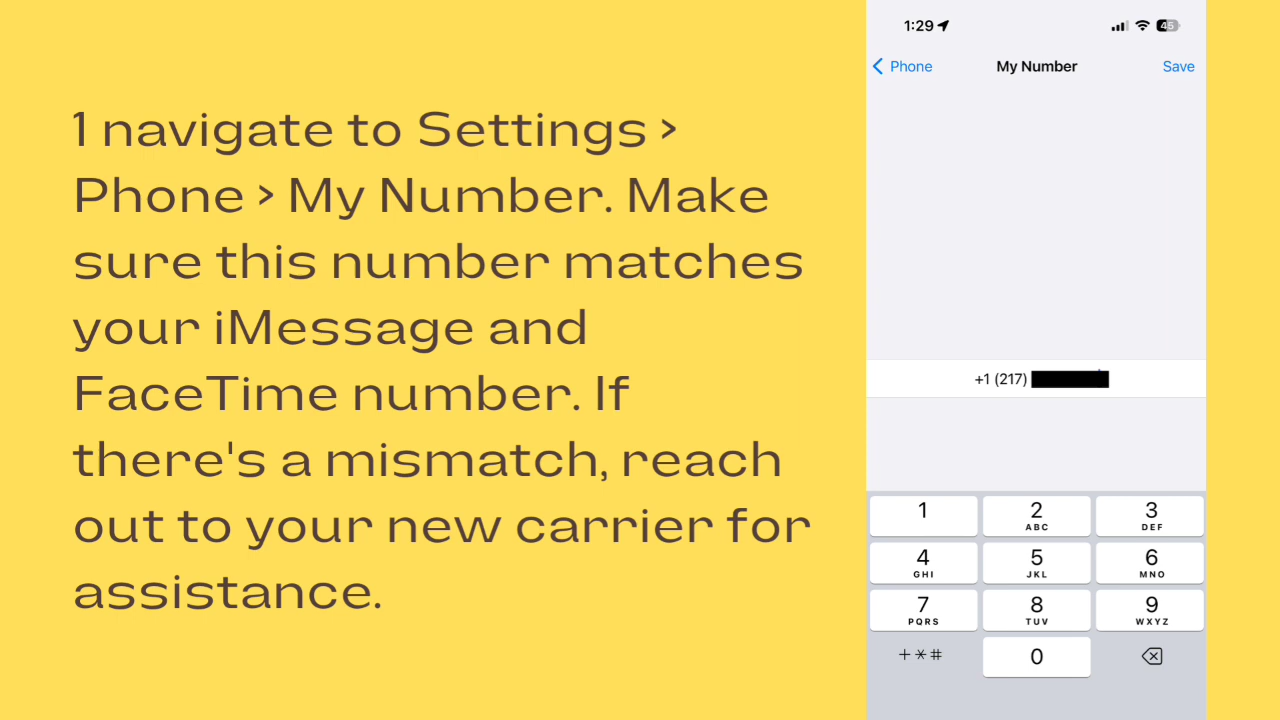 1 navigate to Settings >
Phone > My Number. Make
sure this number matches
your iMessage and
FaceTime number. If
there's a mismatch, reach
out to your new carrier for
assistance.
1:29
45
Phone My Number Save
+1 (217)
1 2 3
ABC DEF
4 5 6
GHI JKL MNO
7 8 9
PQRS TUV WXYZ
+*# 0